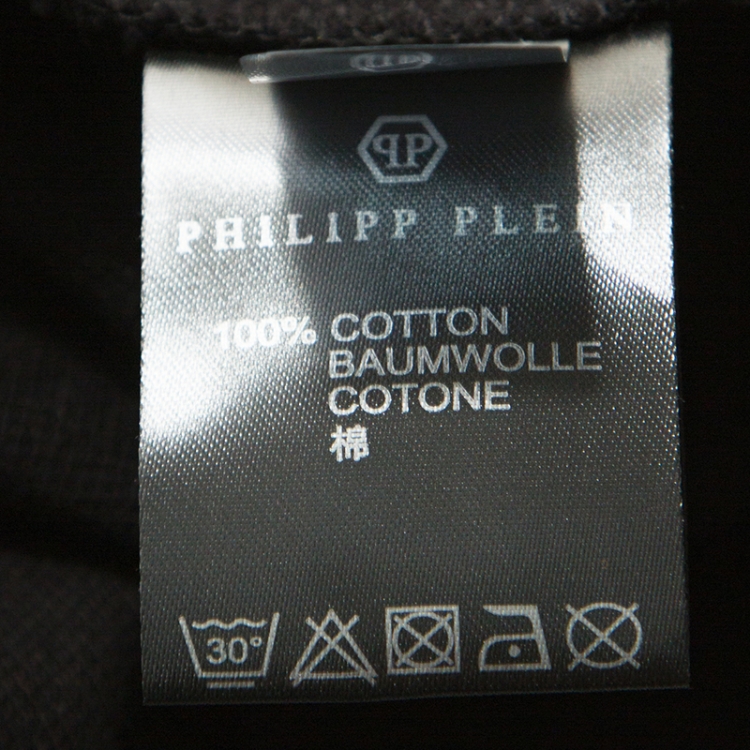 PP
PHILIPP PLEIN
100% COTTON
BAUMWOLLE
COTONE
棉
30°